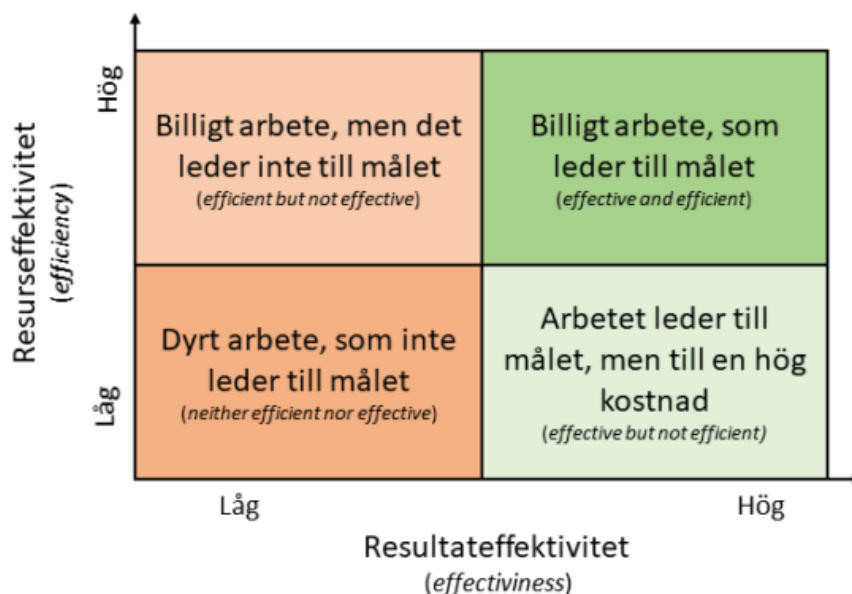 Hög
Billigt arbete, men det
leder inte till målet
(efficient but not effective)
Billigt arbete, som
leder till målet
(effective and efficient)
Resurseffektivitet
(efficiency)
Låg
Dyrt arbete, som inte
leder till målet
(neither efficient nor effective)
Arbetet leder till
målet, men till en hög
kostnad
(effective but not efficient)
Låg
Hög
Resultateffektivitet
(effectiviness)